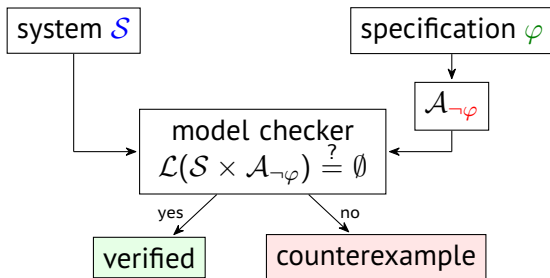 system 𝒮
specification φ
𝒜¬φ
model checker
ℒ(𝒮 × 𝒜¬φ) ≟ ∅
yes
no
verified
counterexample